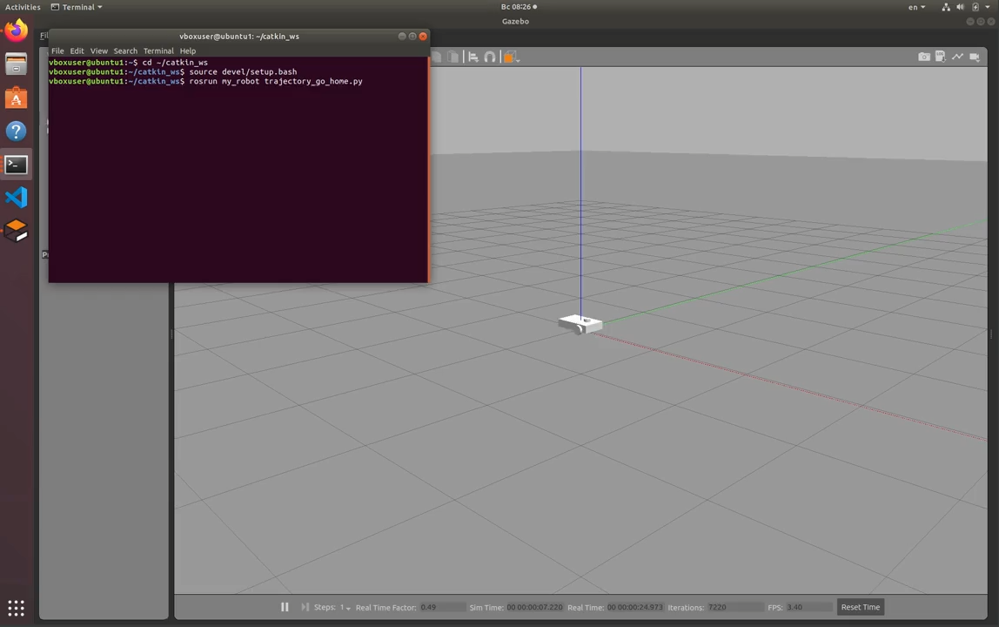 Activities Terminal Вс 08:26 en
Gazebo
vboxuser@ubuntu1: ~/catkin_ws
File Edit View Search Terminal Help
vboxuser@ubuntu1:~$ cd ~/catkin_ws
vboxuser@ubuntu1:~/catkin_ws$ source devel/setup.bash
vboxuser@ubuntu1:~/catkin_ws$ rosrun my_robot trajectory_go_home.py
Steps: 1 Real Time Factor: 0.49 Sim Time: 00 00:00:07.220 Real Time: 00 00:00:24.973 Iterations: 7220 FPS: 3.40 Reset Time